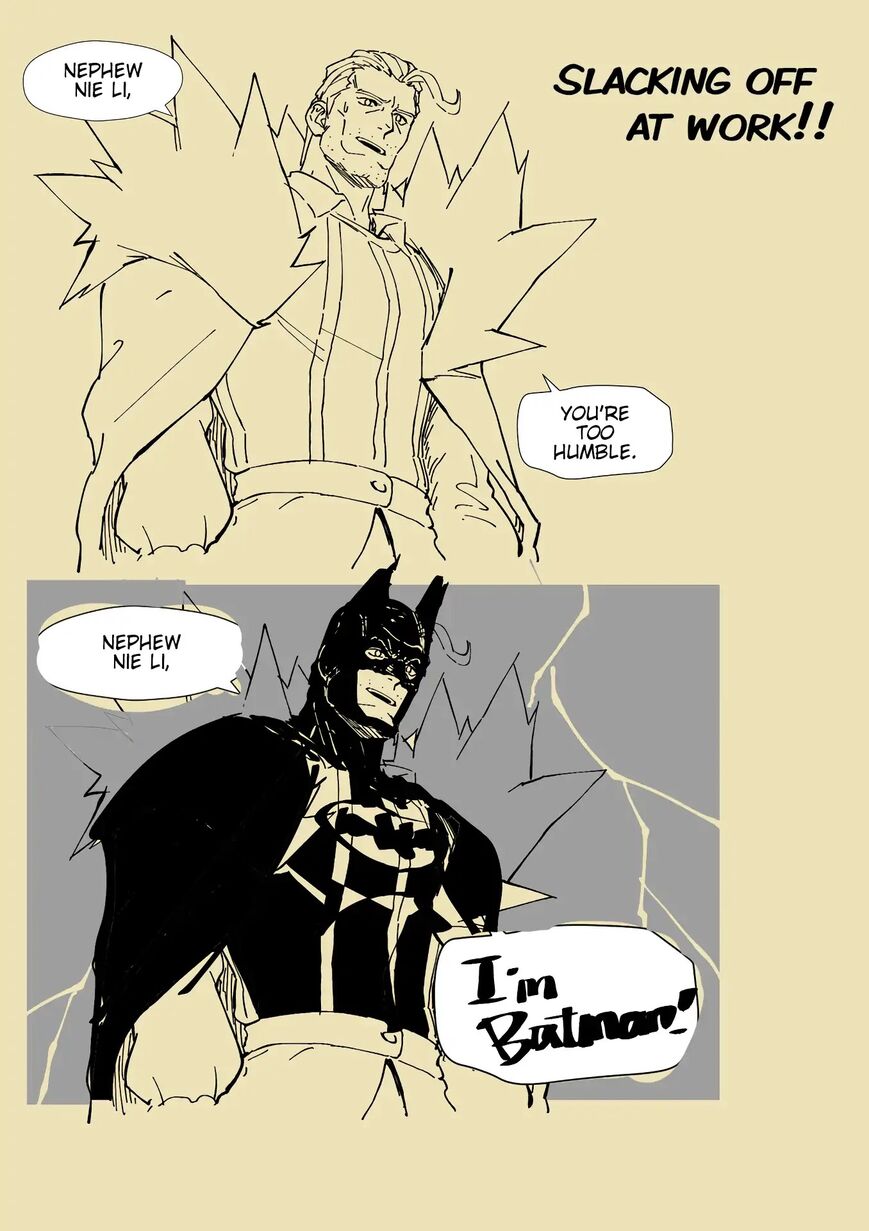 NEPHEW
NIE LI,
SLACKING OFF
AT WORK!!
YOU'RE
TOO
HUMBLE.
NEPHEW
NIE LI,
I'm
Batman!